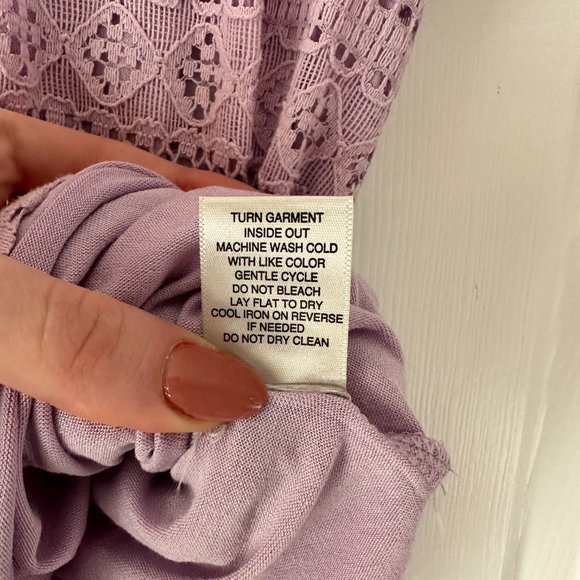 TURN GARMENT
INSIDE OUT
MACHINE WASH COLD
WITH LIKE COLOR
GENTLE CYCLE
DO NOT BLEACH
LAY FLAT TO DRY
COOL IRON ON REVERSE
IF NEEDED
DO NOT DRY CLEAN